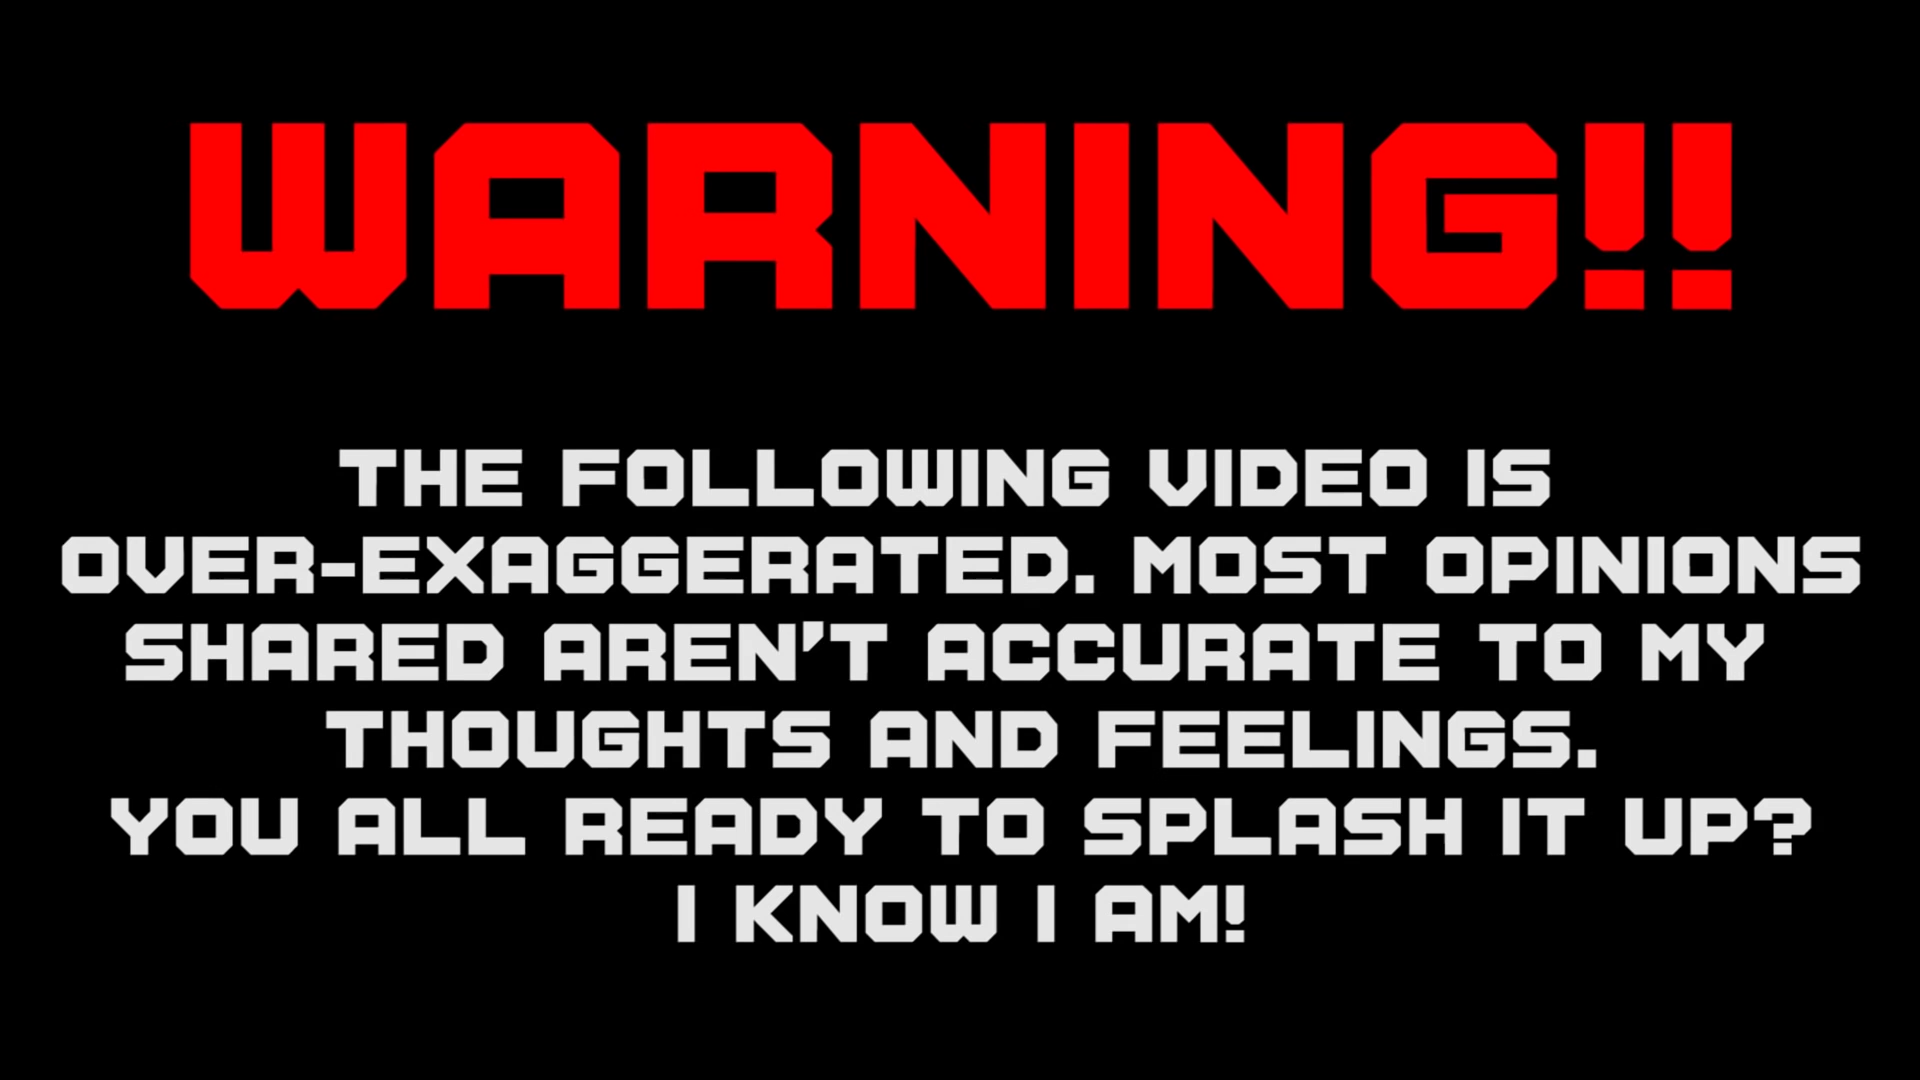 WARNING!!
THE FOLLOWING VIDEO IS
OVER-EXAGGERATED. MOST OPINIONS
SHARED AREN'T ACCURATE TO MY
THOUGHTS AND FEELINGS.
YOU ALL READY TO SPLASH IT UP?
I KNOW I AM!